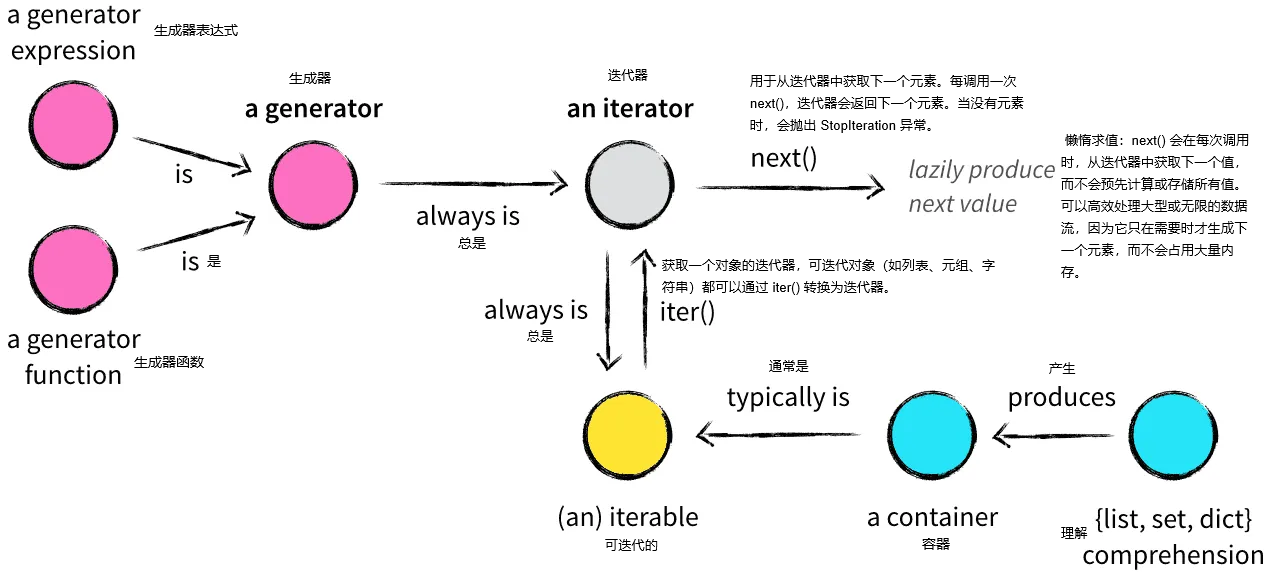 a generator
expression
生成器表达式
生成器
a generator
迭代器
an iterator
用于从迭代器中获取下一个元素。每调用一次
next()，迭代器会返回下一个元素。当没有元素
时，会抛出 StopIteration 异常。
next()
lazily produce
next value
懒惰求值：next() 会在每次调用
时，从迭代器中获取下一个值，
而不会预先计算或存储所有值。
可以高效处理大型或无限的数据
流，因为它只在需要时才生成下
一个元素，而不会占用大量内
存。
is
always is
总是
is 是
a generator
function
生成器函数
always is
总是
获取一个对象的迭代器，可迭代对象（如列表、元组、字
符串）都可以通过 iter() 转换为迭代器。
iter()
通常是
typically is
产生
produces
(an) iterable
可迭代的
a container
容器
理解
{list, set, dict}
comprehension